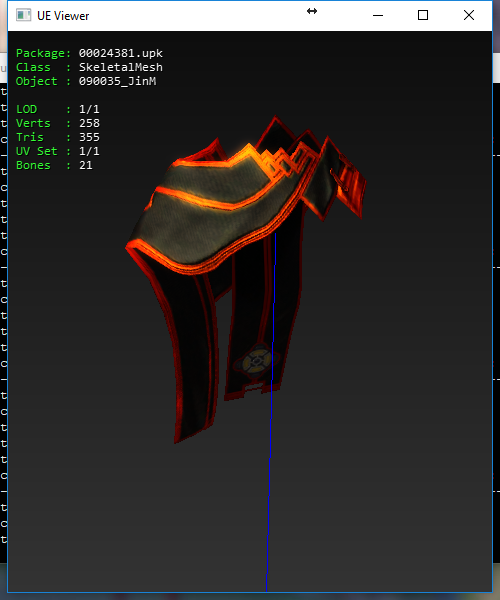 UE Viewer
Package: 00024381.upk
Class  : SkeletalMesh
Object : 090035_JinM
LOD    : 1/1
Verts  : 258
Tris   : 355
UV Set : 1/1
Bones  : 21